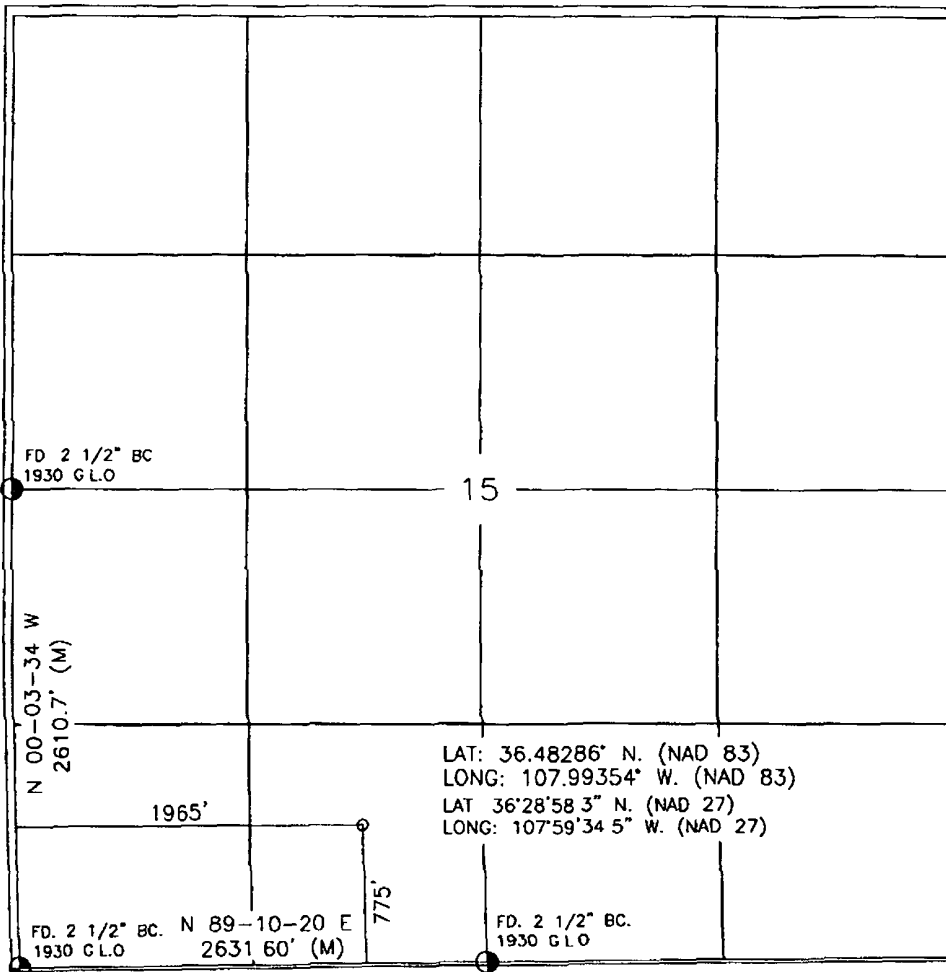 FD 2 1/2" BC
1930 G L.O
15
N 00-03-34 W
2610.7' (M)
LAT: 36.48286° N. (NAD 83)
LONG: 107.99354° W. (NAD 83)
LAT 36°28'58 3" N. (NAD 27)
LONG: 107°59'34 5" W. (NAD 27)
1965'
775'
FD. 2 1/2" BC.
1930 G L.O
N 89-10-20 E
2631 60' (M)
FD. 2 1/2" BC.
1930 G L O